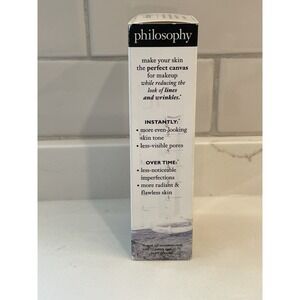 philosophy
make your skin
the perfect canvas
for makeup
while reducing the
look of lines
and wrinkles.*
INSTANTLY:*
• more even-looking
skin tone
• less-visible pores
OVER TIME:*
• less-noticeable
imperfections
• more radiant &
flawless skin